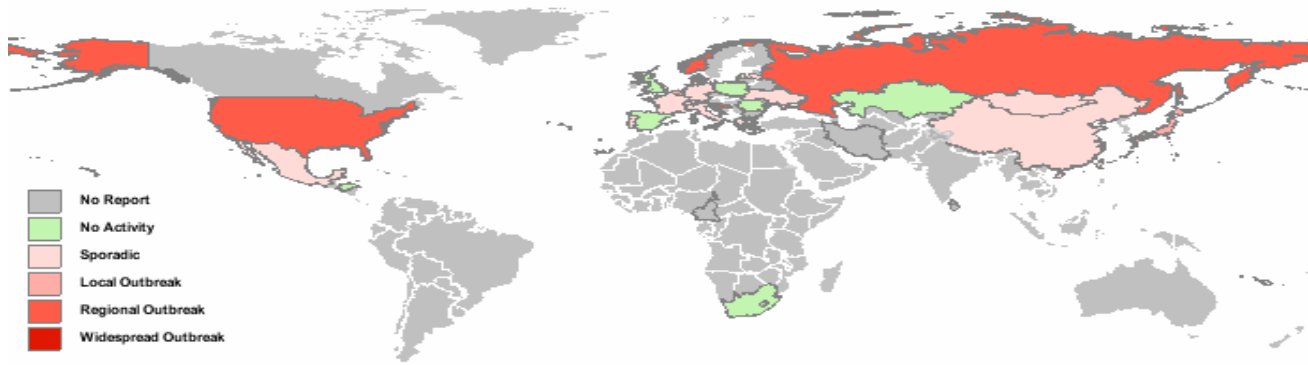 No Report
No Activity
Sporadic
Local Outbreak
Regional Outbreak
Widespread Outbreak